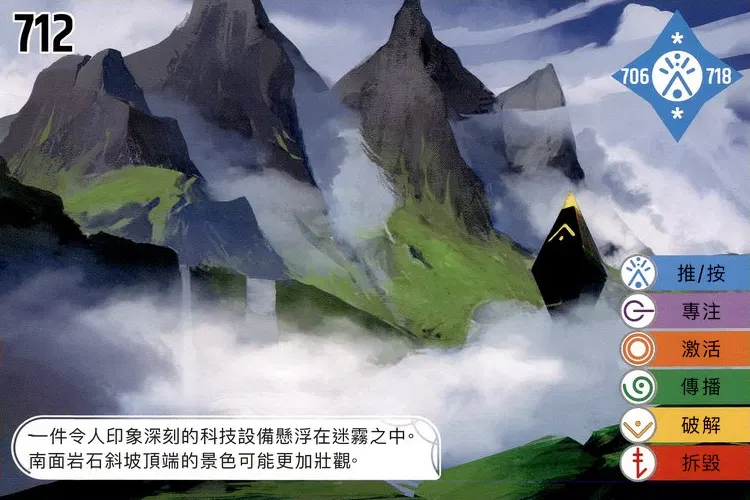 712
*
706 718
*
推/按
專注
激活
傳播
破解
拆毀
一件令人印象深刻的科技設備懸浮在迷霧之中。
南面岩石斜坡頂端的景色可能更加壯觀。